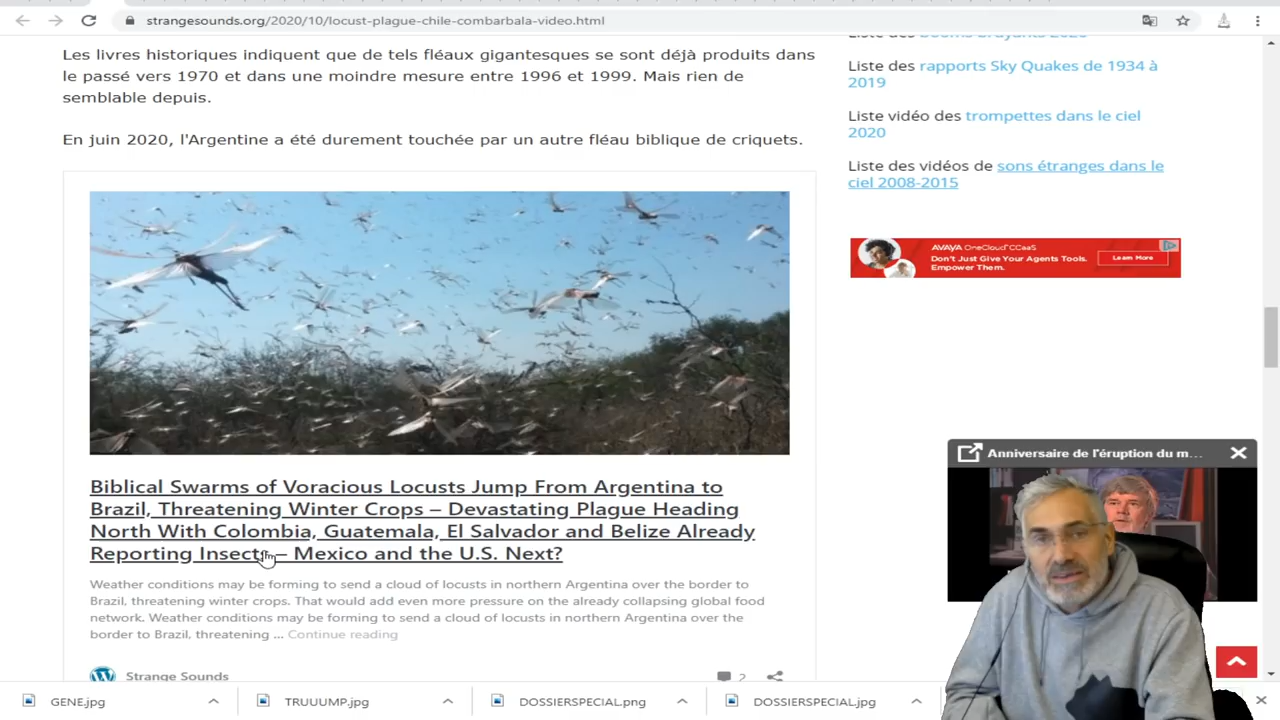 strangesounds.org/2020/10/locust-plague-chile-combarbala-video.html
Les livres historiques indiquent que de tels fléaux gigantesques se sont déjà produits dans
le passé vers 1970 et dans une moindre mesure entre 1996 et 1999. Mais rien de
semblable depuis.
En juin 2020, l'Argentine a été durement touchée par un autre fléau biblique de criquets.
Biblical Swarms of Voracious Locusts Jump From Argentina to
Brazil, Threatening Winter Crops – Devastating Plague Heading
North With Colombia, Guatemala, El Salvador and Belize Already
Reporting Insects – Mexico and the U.S. Next?
Weather conditions may be forming to send a cloud of locusts in northern Argentina over the border to
Brazil, threatening winter crops. That would add even more pressure on the already collapsing global food
network. Weather conditions may be forming to send a cloud of locusts in northern Argentina over the
border to Brazil, threatening ... Continue reading
Strange Sounds
2
Liste des booms bruyants 2020
Liste des rapports Sky Quakes de 1934 à
2019
Liste vidéo des trompettes dans le ciel
2020
Liste des vidéos de sons étranges dans le
ciel 2008-2015
AVAYA OneCloud CCaaS
Don't Just Give Your Agents Tools.
Empower Them.
Learn More
Anniversaire de l'éruption du m...
GENE.jpg
TRUUUMP.jpg
DOSSIERSPECIAL.png
DOSSIERSPECIAL.jpg